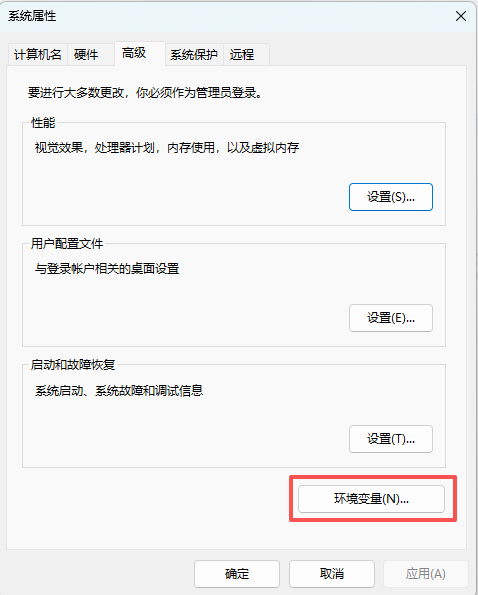 系统属性
计算机名 硬件 高级 系统保护 远程
要进行大多数更改，你必须作为管理员登录。
性能
视觉效果，处理器计划，内存使用，以及虚拟内存
设置(S)...
用户配置文件
与登录帐户相关的桌面设置
设置(E)...
启动和故障恢复
系统启动、系统故障和调试信息
设置(T)...
环境变量(N)...
确定 取消 应用(A)